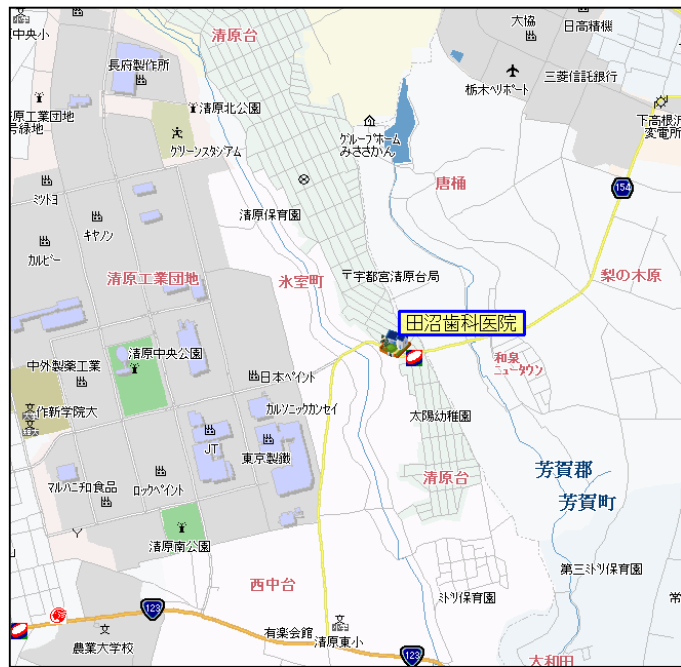 中央小
清原台
大協
日高精機
長府製作所
栃木ヘリポート
三菱信託銀行
清原北公園
原工業団地
号緑地
下高根沢
変電所
グリーンスタジアム
グループホーム
みささかん
154
ミツトヨ
唐桶
清原保育園
キヤノン
カルビー
清原工業団地
氷室町
〒宇都宮清原台局
梨の木原
田沼歯科医院
清原中央公園
中外製薬工業
日本ペイント
和泉
ニュータウン
作新学院大
カルソニックカンセイ
太陽幼稚園
JT
東京製鐵
マルハニチロ食品
ロックペイント
清原台
芳賀郡
芳賀町
清原南公園
西中台
第三ミドリ保育園
ミドリ保育園
常
123
有楽会館
清原東小
農業大学校
123
大和田